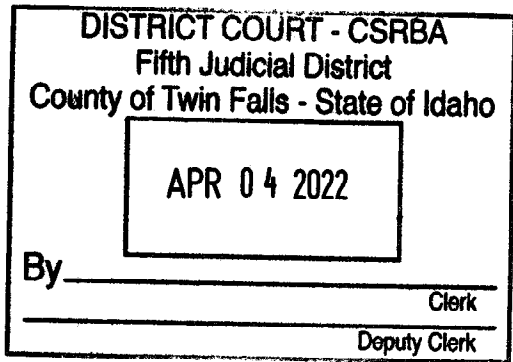 DISTRICT COURT - CSRBA
Fifth Judicial District
County of Twin Falls - State of Idaho
APR 04 2022
By
Clerk
Deputy Clerk